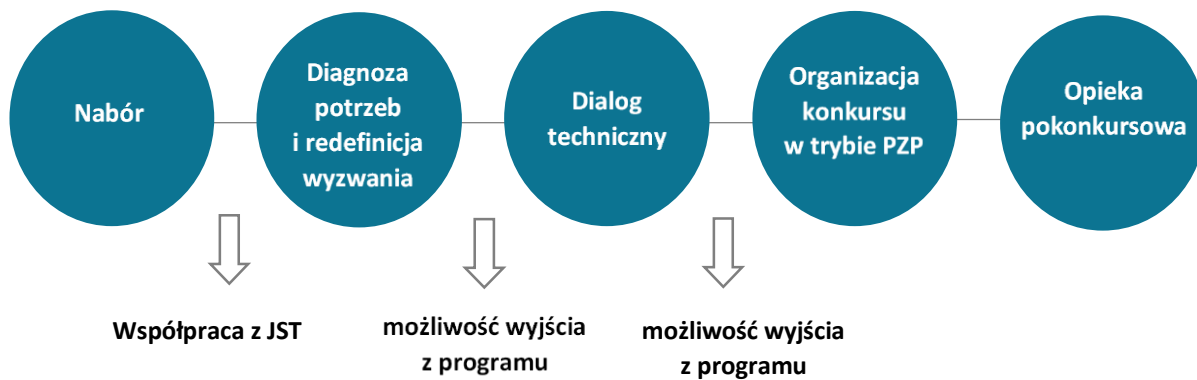 Nabór
Diagnoza
potrzeb
i redefinicja
wyzwania
Dialog
techniczny
Organizacja
konkursu
w trybie PZP
Opieka
pokonkursowa
Współpraca z JST
możliwość wyjścia
z programu
możliwość wyjścia
z programu